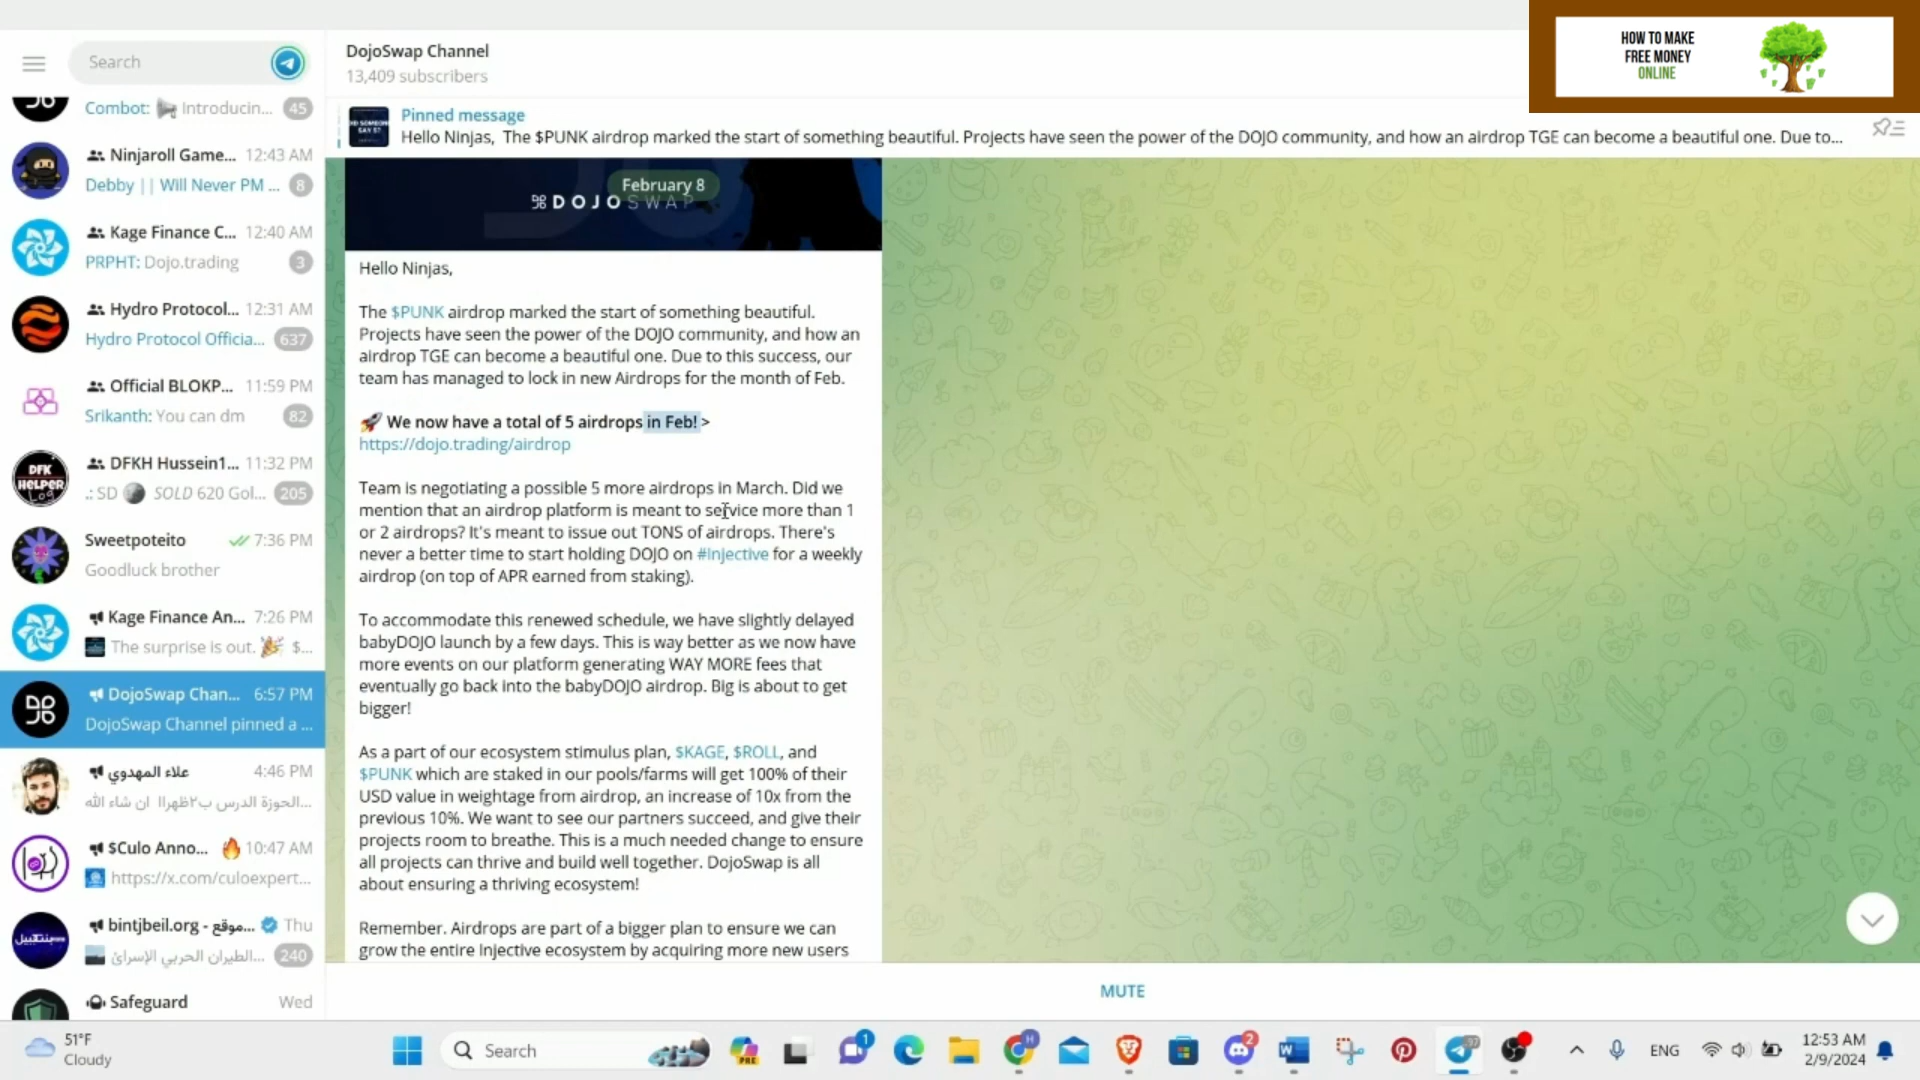 HOW TO MAKE
FREE MONEY
ONLINE
Search
DojoSwap Channel
13,409 subscribers
Pinned message
Hello Ninjas, The $PUNK airdrop marked the start of something beautiful. Projects have seen the power of the DOJO community, and how an airdrop TGE can become a beautiful one. Due to...
Combot: Introducin... 45
Ninjaroll Game... 12:43 AM
Debby || Will Never PM ... 8
Kage Finance C... 12:40 AM
PRPHT: Dojo.trading 3
Hydro Protocol... 12:31 AM
Hydro Protocol Officia... 637
Official BLOKP... 11:59 PM
Srikanth: You can dm 82
DFK HELPER Log
DFKH Hussein1... 11:32 PM
.: SD SOLD 620 Gol... 205
Sweetpoteito 7:36 PM
Goodluck brother
Kage Finance An... 7:26 PM
The surprise is out. $...
DojoSwap Chan... 6:57 PM
DojoSwap Channel pinned a ...
علاء المهدوي 4:46 PM
الحوزة الدرس ب٢ظهراا ان شاء الله...
$Culo Anno... 10:47 AM
https://x.com/culoexpert...
bintjbeil.org - موقع... Thu
الطيران الحربي الإسرائ... 240
Safeguard Wed
February 8
DOJOSWAP
Hello Ninjas,
The $PUNK airdrop marked the start of something beautiful.
Projects have seen the power of the DOJO community, and how an
airdrop TGE can become a beautiful one. Due to this success, our
team has managed to lock in new Airdrops for the month of Feb.
We now have a total of 5 airdrops in Feb! >
https://dojo.trading/airdrop
Team is negotiating a possible 5 more airdrops in March. Did we
mention that an airdrop platform is meant to service more than 1
or 2 airdrops? It's meant to issue out TONS of airdrops. There's
never a better time to start holding DOJO on #Injective for a weekly
airdrop (on top of APR earned from staking).
To accommodate this renewed schedule, we have slightly delayed
babyDOJO launch by a few days. This is way better as we now have
more events on our platform generating WAY MORE fees that
eventually go back into the babyDOJO airdrop. Big is about to get
bigger!
As a part of our ecosystem stimulus plan, $KAGE, $ROLL, and
$PUNK which are staked in our pools/farms will get 100% of their
USD value in weightage from airdrop, an increase of 10x from the
previous 10%. We want to see our partners succeed, and give their
projects room to breathe. This is a much needed change to ensure
all projects can thrive and build well together. DojoSwap is all
about ensuring a thriving ecosystem!
Remember. Airdrops are part of a bigger plan to ensure we can
grow the entire Injective ecosystem by acquiring more new users
MUTE
51°F
Cloudy
Search
PRE
1
2
ENG
12:53 AM
2/9/2024